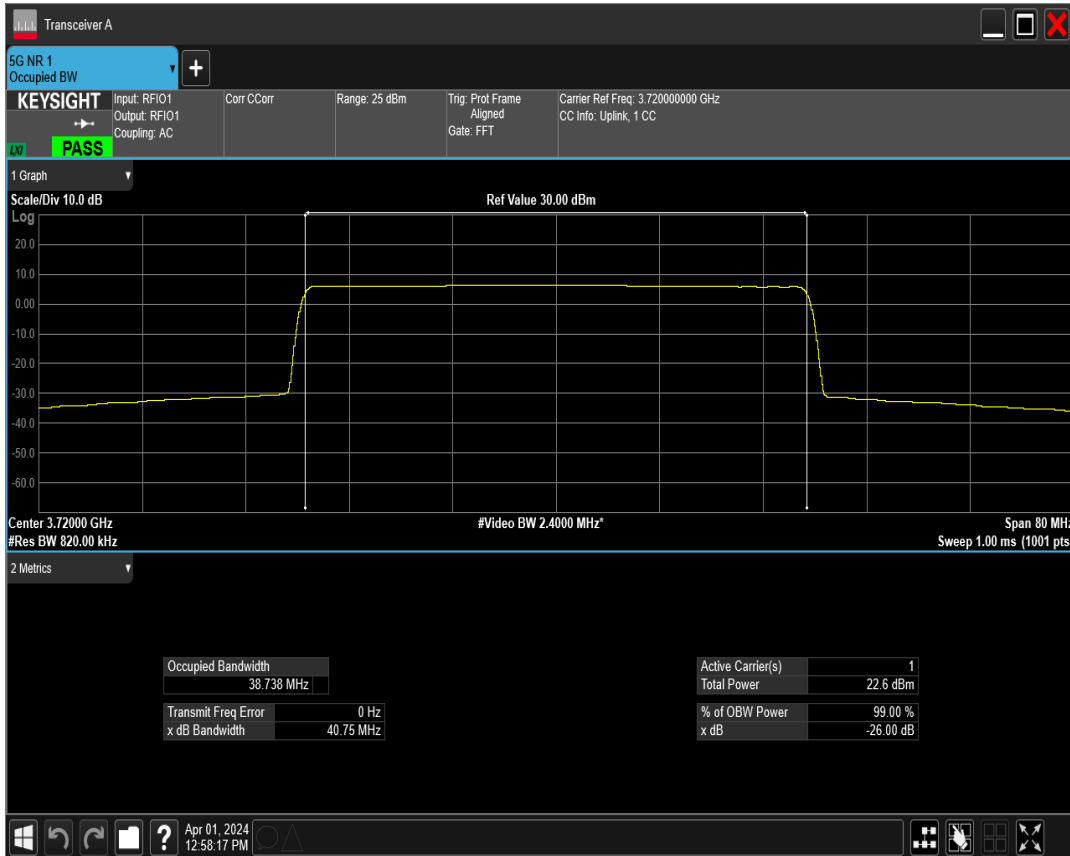 Transceiver A
5G NR 1
Occupied BW
KEYSIGHT
LXI
PASS
Input: RFIO1
Output: RFIO1
Coupling: AC
Corr CCorr
Range: 25 dBm
Trig: Prot Frame
Aligned
Gate: FFT
Carrier Ref Freq: 3.720000000 GHz
CC Info: Uplink, 1 CC
1 Graph
Scale/Div 10.0 dB
Ref Value 30.00 dBm
Log
20.0
10.0
0.00
-10.0
-20.0
-30.0
-40.0
-50.0
-60.0
Center 3.72000 GHz
#Video BW 2.4000 MHz*
Span 80 MHz
#Res BW 820.00 kHz
Sweep 1.00 ms (1001 pts
2 Metrics
Occupied Bandwidth
38.738 MHz
Transmit Freq Error 0 Hz
x dB Bandwidth 40.75 MHz
Active Carrier(s) 1
Total Power 22.6 dBm
% of OBW Power 99.00 %
x dB -26.00 dB
Apr 01, 2024
12:58:17 PM